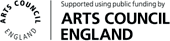 ARTS COUNCIL
ENGLAND
Supported using public funding by
ARTS COUNCIL
ENGLAND